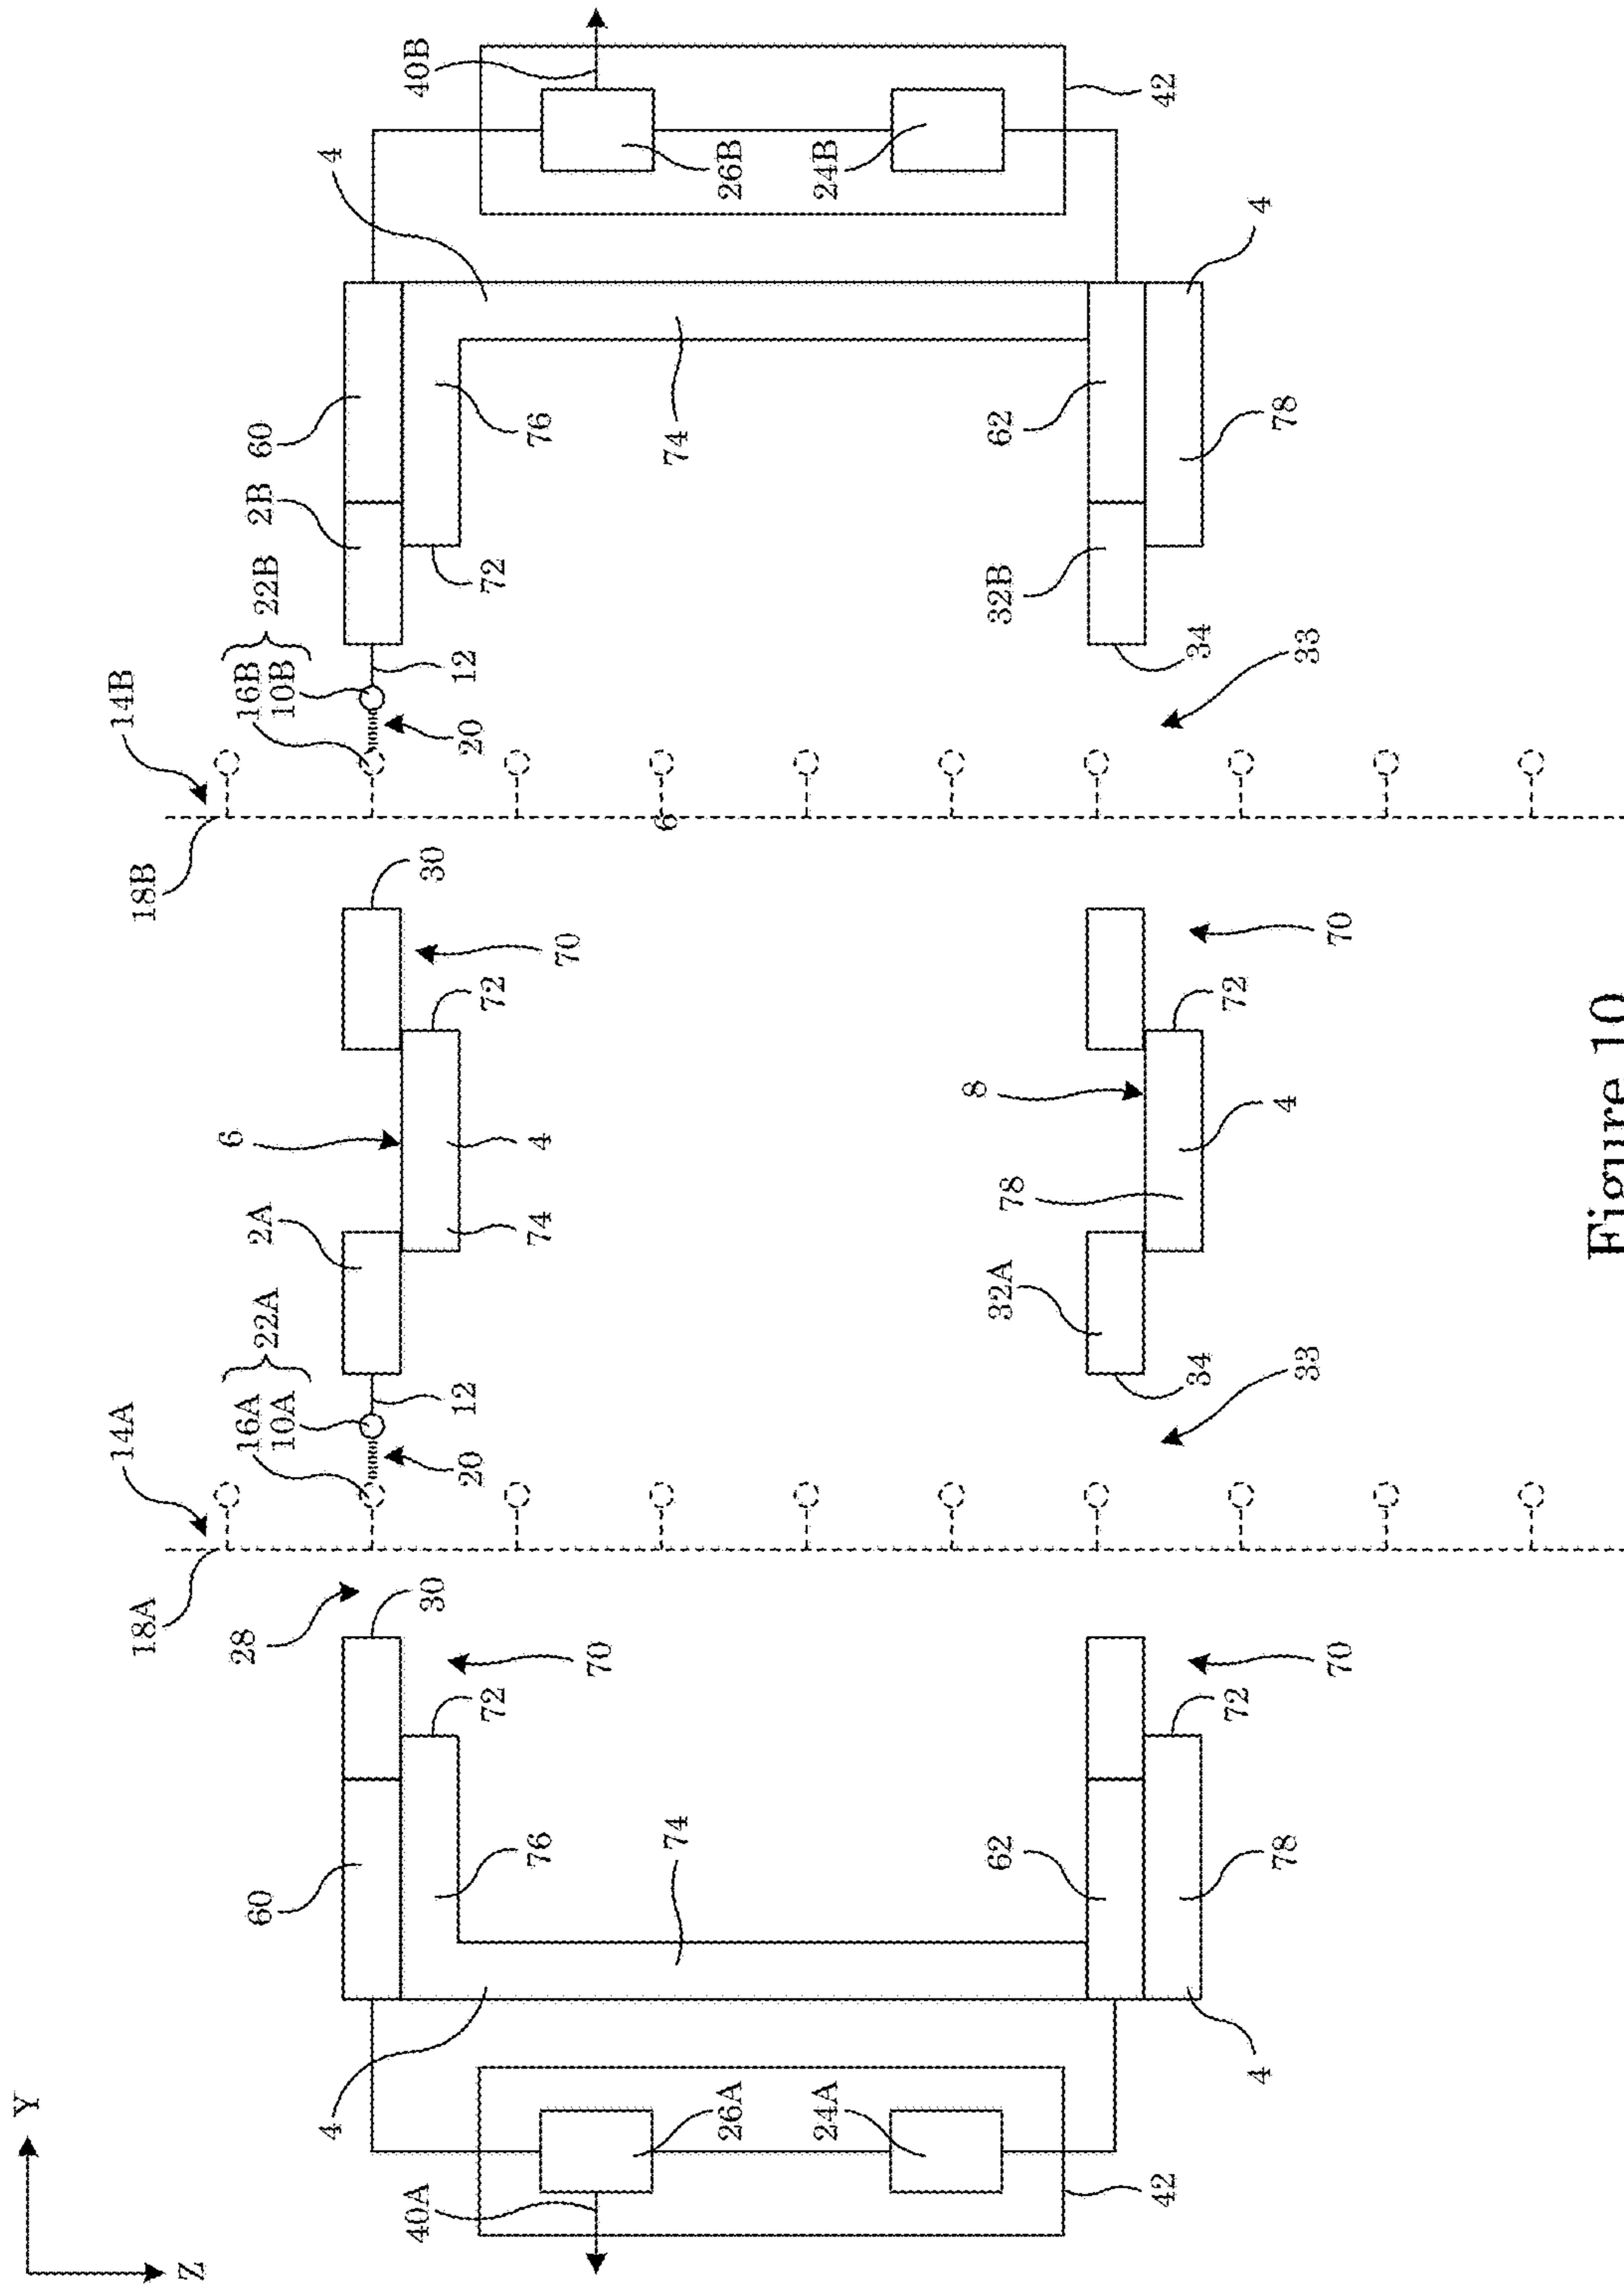 Y
14A 14B
18A 18B
Z
28 6
16A 16B
60 22A 2A 22B 2B 60
10A 10B
4 4
40A 40B
30 30
20 12 20 12
72 72 72
76 74 4 76
70 70
6
74 74
26A 26B
24A 24B
8
62 32A 32B 62
78
42 42
34 34
72 72
4 4
78 4 78
33 33
70 70
Figure 10